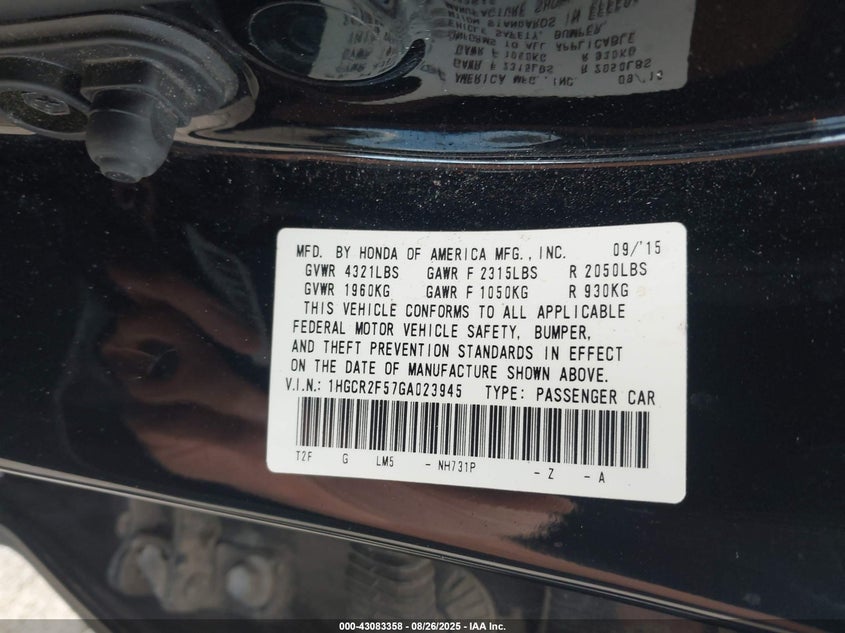 MFD. BY HONDA OF AMERICA MFG., INC. 09/'15
GVWR 4321LBS GAWR F 2315LBS R 2050LBS
GVWR 1960KG GAWR F 1050KG R 930KG
THIS VEHICLE CONFORMS TO ALL APPLICABLE
FEDERAL MOTOR VEHICLE SAFETY, BUMPER,
AND THEFT PREVENTION STANDARDS IN EFFECT
ON THE DATE OF MANUFACTURE SHOWN ABOVE.
V.I.N.: 1HGCR2F57GA023945 TYPE: PASSENGER CAR
T2F G LM5 - NH731P - Z - A
000-43083358 - 08/26/2025 - IAA Inc.